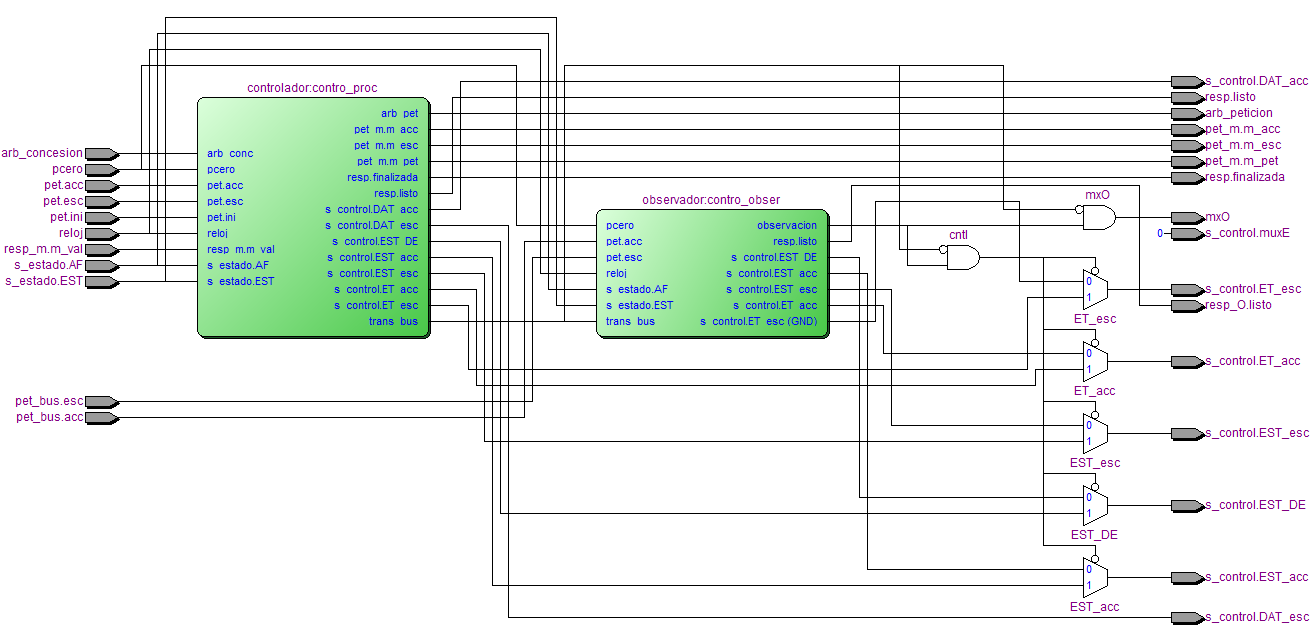 controlador:contro_proc
arb_pet
pet_m.m_acc
pet_m.m_esc
pet_m.m_pet
resp.finalizada
resp.listo
s_control.DAT_acc
s_control.DAT_esc
s_control.EST_DE
s_control.EST_acc
s_control.EST_esc
s_control.ET_acc
s_control.ET_esc
trans_bus
arb_conc
pcero
pet.acc
pet.esc
pet.ini
reloj
resp_m.m_val
s_estado.AF
s_estado.EST
arb_concesion
pcero
pet.acc
pet.esc
pet.ini
reloj
resp_m.m_val
s_estado.AF
s_estado.EST
pet_bus.esc
pet_bus.acc
observador:contro_obser
pcero
pet.acc
pet.esc
reloj
s_estado.AF
s_estado.EST
trans_bus
observacion
resp.listo
s_control.EST_DE
s_control.EST_acc
s_control.EST_esc
s_control.ET_acc
s_control.ET_esc (GND)
cntl
mxO
0
1
ET_esc
0
1
ET_acc
0
1
EST_esc
0
1
EST_DE
0
1
EST_acc
s_control.DAT_acc
resp.listo
arb_peticion
pet_m.m_acc
pet_m.m_esc
pet_m.m_pet
resp.finalizada
mxO
0
s_control.muxE
s_control.ET_esc
resp_O.listo
s_control.ET_acc
s_control.EST_esc
s_control.EST_DE
s_control.EST_acc
s_control.DAT_esc